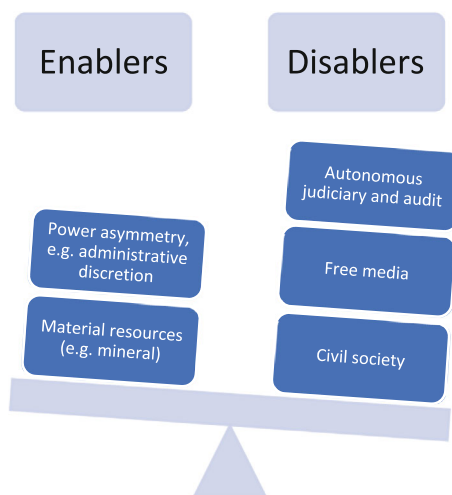 Enablers
Disablers
Power asymmetry,
e.g. administrative
discretion
Material resources
(e.g. mineral)
Autonomous
judiciary and audit
Free media
Civil society